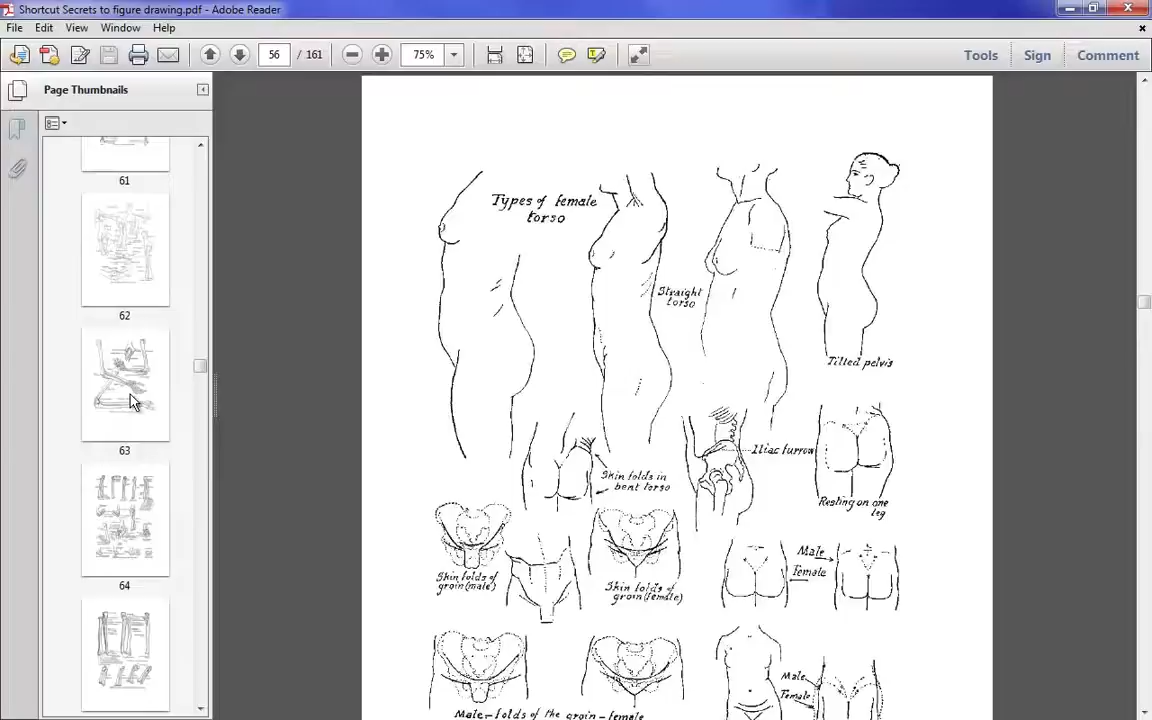 Shortcut Secrets to figure drawing.pdf - Adobe Reader
File Edit View Window Help
56 / 161 75% Tools Sign Comment
Page Thumbnails
61
62
63
64
Types of female
torso
Straight
torso
Tilted pelvis
Iliac furrow
Skin folds in
bent torso
Resting on one
leg
Skin folds of
groin (male)
Skin folds of
groin (female)
Male
Female
Male
Female
Male - folds of the groin - female